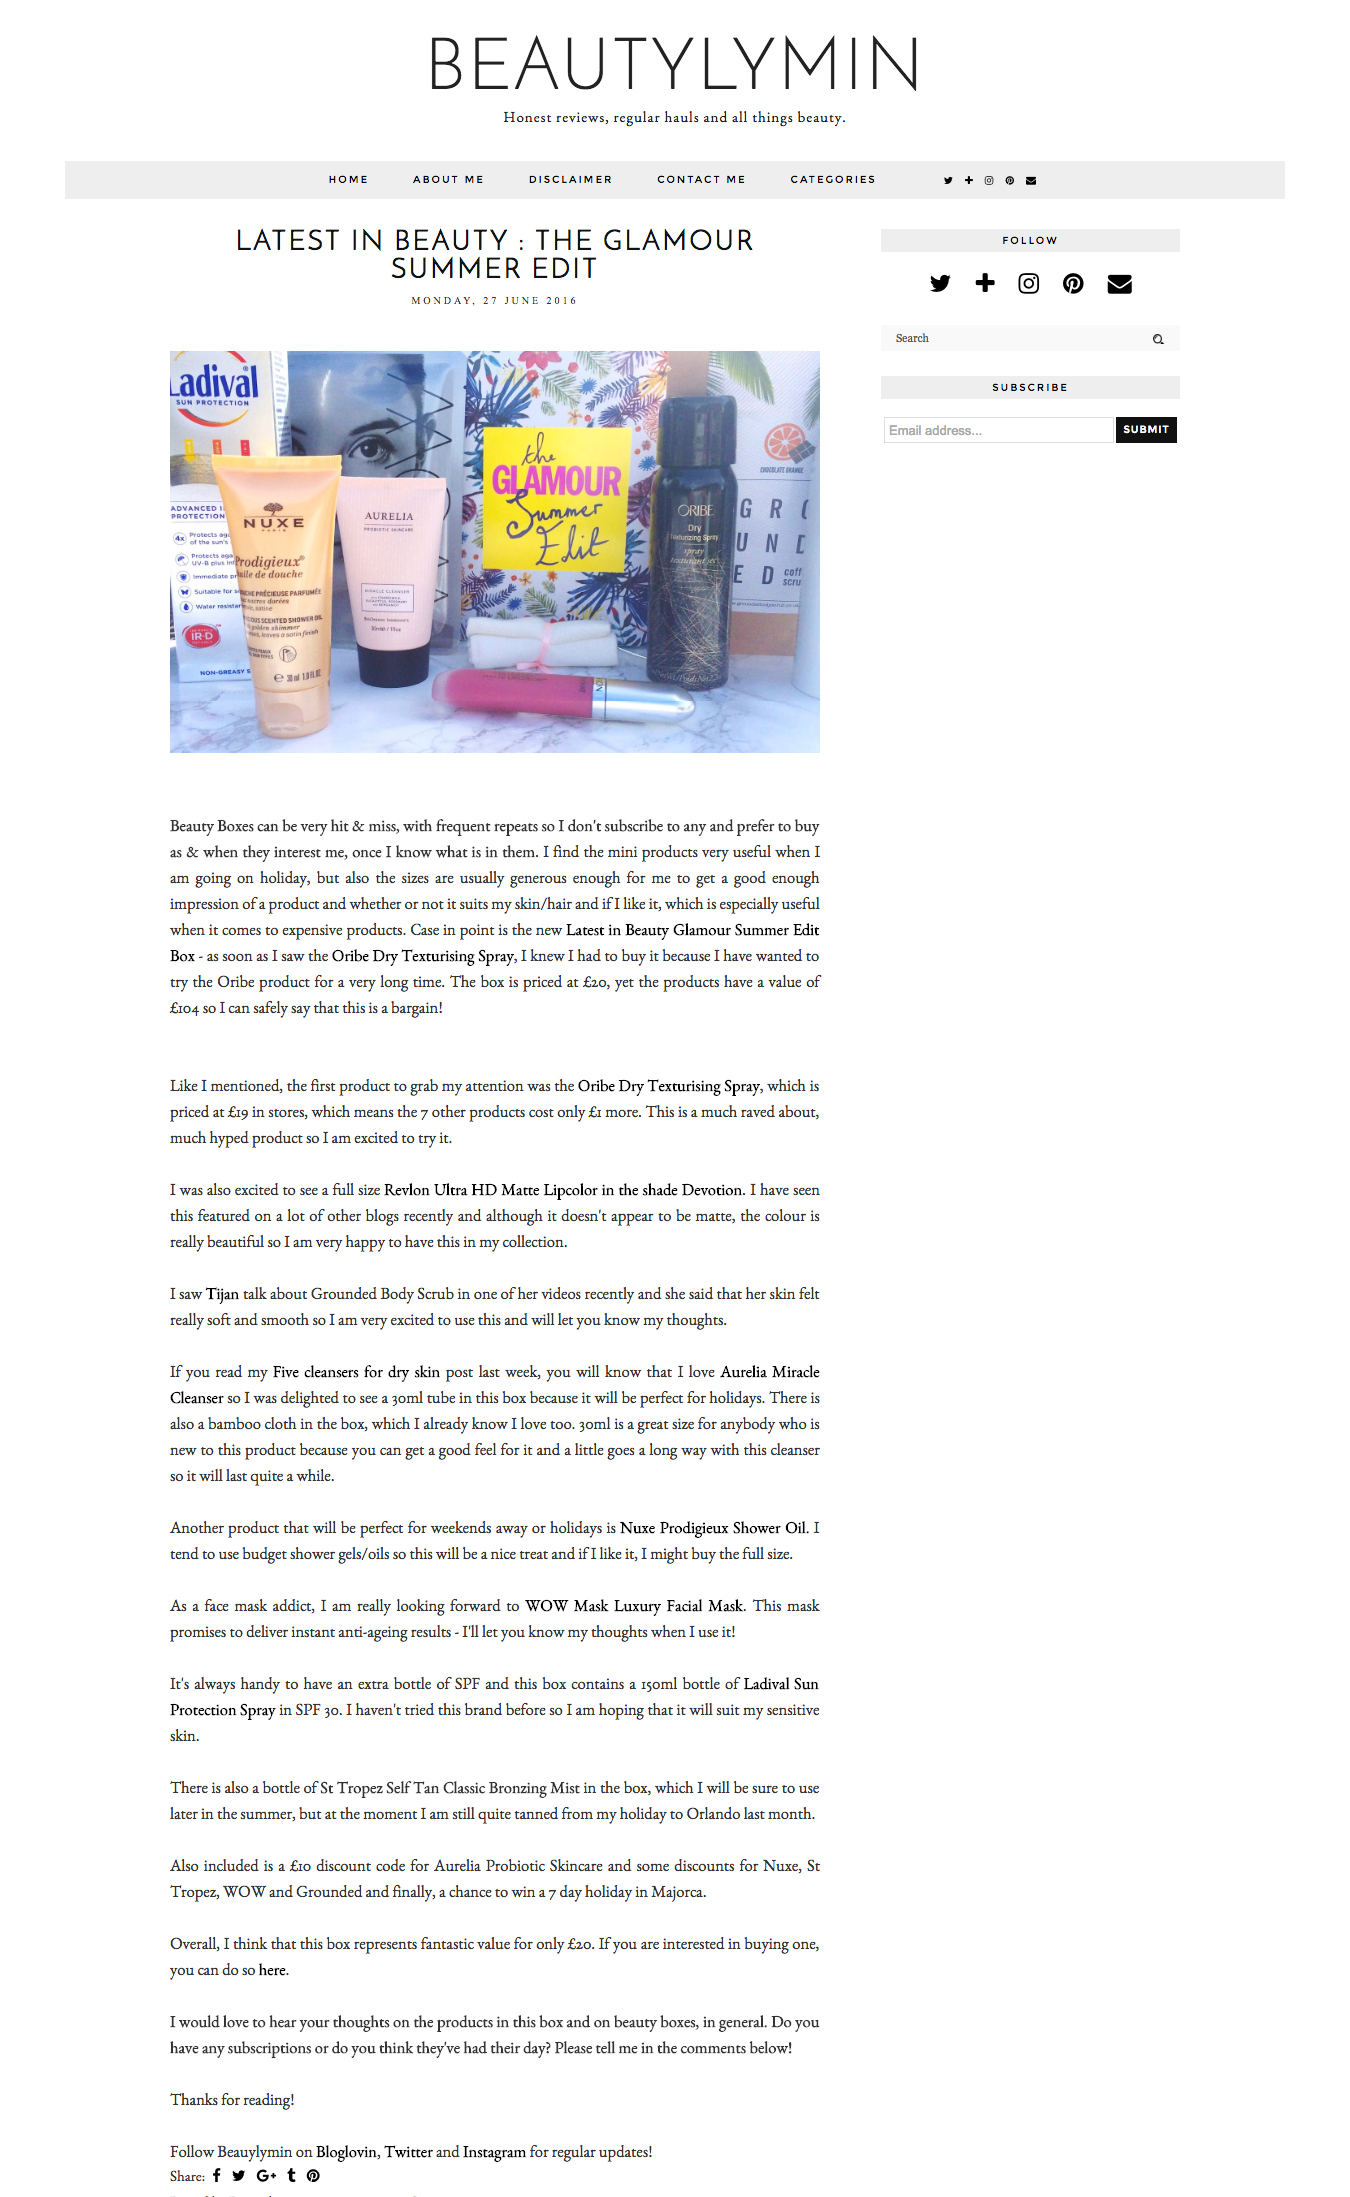 BEAUTYLYMIN
Honest reviews, regular hauls and all things beauty.
HOME ABOUT ME DISCLAIMER CONTACT ME CATEGORIES
LATEST IN BEAUTY : THE GLAMOUR
SUMMER EDIT
MONDAY, 27 JUNE 2016
FOLLOW
Search
SUBSCRIBE
Email address...
SUBMIT
Ladival
SUN PROTECTION
PROTECTION
4x Protects
of the sun's
Protects
UV-B plus
Immediate
Suitable for
Water
IR-D
NON-GREASY
NUXE
PARIS
Prodigieux
huile de douche
30 ml 1.0 FL.OZ.
AURELIA
PROBIOTIC SKINCARE
MIRACLE CLEANSER
the
GLAMOUR
Summer
Edit
ORIBE
Dry
Texturizing Spray
spray
CHOCOLATE ORANGE
GRO
UND
ED
Beauty Boxes can be very hit & miss, with frequent repeats so I don't subscribe to any and prefer to buy
as & when they interest me, once I know what is in them. I find the mini products very useful when I
am going on holiday, but also the sizes are usually generous enough for me to get a good enough
impression of a product and whether or not it suits my skin/hair and if I like it, which is especially useful
when it comes to expensive products. Case in point is the new Latest in Beauty Glamour Summer Edit
Box - as soon as I saw the Oribe Dry Texturising Spray, I knew I had to buy it because I have wanted to
try the Oribe product for a very long time. The box is priced at £20, yet the products have a value of
£104 so I can safely say that this is a bargain!
Like I mentioned, the first product to grab my attention was the Oribe Dry Texturising Spray, which is
priced at £19 in stores, which means the 7 other products cost only £1 more. This is a much raved about,
much hyped product so I am excited to try it.
I was also excited to see a full size Revlon Ultra HD Matte Lipcolor in the shade Devotion. I have seen
this featured on a lot of other blogs recently and although it doesn't appear to be matte, the colour is
really beautiful so I am very happy to have this in my collection.
I saw Tijan talk about Grounded Body Scrub in one of her videos recently and she said that her skin felt
really soft and smooth so I am very excited to use this and will let you know my thoughts.
If you read my Five cleansers for dry skin post last week, you will know that I love Aurelia Miracle
Cleanser so I was delighted to see a 30ml tube in this box because it will be perfect for holidays. There is
also a bamboo cloth in the box, which I already know I love too. 30ml is a great size for anybody who is
new to this product because you can get a good feel for it and a little goes a long way with this cleanser
so it will last quite a while.
Another product that will be perfect for weekends away or holidays is Nuxe Prodigieux Shower Oil. I
tend to use budget shower gels/oils so this will be a nice treat and if I like it, I might buy the full size.
As a face mask addict, I am really looking forward to WOW Mask Luxury Facial Mask. This mask
promises to deliver instant anti-ageing results - I'll let you know my thoughts when I use it!
It's always handy to have an extra bottle of SPF and this box contains a 150ml bottle of Ladival Sun
Protection Spray in SPF 30. I haven't tried this brand before so I am hoping that it will suit my sensitive
skin.
There is also a bottle of St Tropez Self Tan Classic Bronzing Mist in the box, which I will be sure to use
later in the summer, but at the moment I am still quite tanned from my holiday to Orlando last month.
Also included is a £10 discount code for Aurelia Probiotic Skincare and some discounts for Nuxe, St
Tropez, WOW and Grounded and finally, a chance to win a 7 day holiday in Majorca.
Overall, I think that this box represents fantastic value for only £20. If you are interested in buying one,
you can do so here.
I would love to hear your thoughts on the products in this box and on beauty boxes, in general. Do you
have any subscriptions or do you think they've had their day? Please tell me in the comments below!
Thanks for reading!
Follow Beauylymin on Bloglovin, Twitter and Instagram for regular updates!
Share: